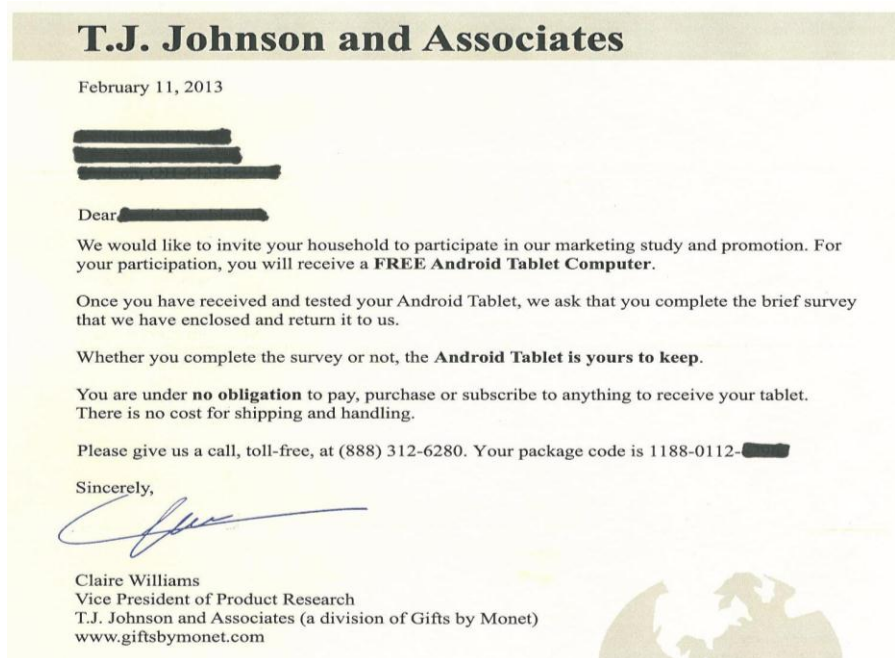 T.J. Johnson and Associates
February 11, 2013
Dear
We would like to invite your household to participate in our marketing study and promotion. For
your participation, you will receive a FREE Android Tablet Computer.
Once you have received and tested your Android Tablet, we ask that you complete the brief survey
that we have enclosed and return it to us.
Whether you complete the survey or not, the Android Tablet is yours to keep.
You are under no obligation to pay, purchase or subscribe to anything to receive your tablet.
There is no cost for shipping and handling.
Please give us a call, toll-free, at (888) 312-6280. Your package code is 1188-0112-
Sincerely,
Claire Williams
Vice President of Product Research
T.J. Johnson and Associates (a division of Gifts by Monet)
www.giftsbymonet.com